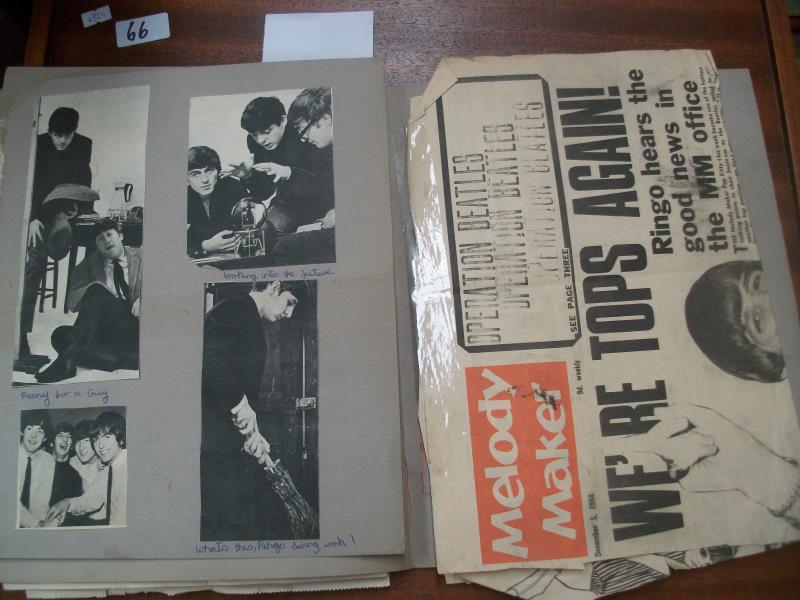 66
looking into the future
Penny for a Guy
Whats this, Ringo doing work?
OPERATION BEATLES
OPERATION BEATLES
OPERATION BEATLES
SEE PAGE THREE
Melody
Maker
9d. weekly
December 5, 1964
WE'RE TOPS AGAIN!
Ringo hears the
good news in
the MM office